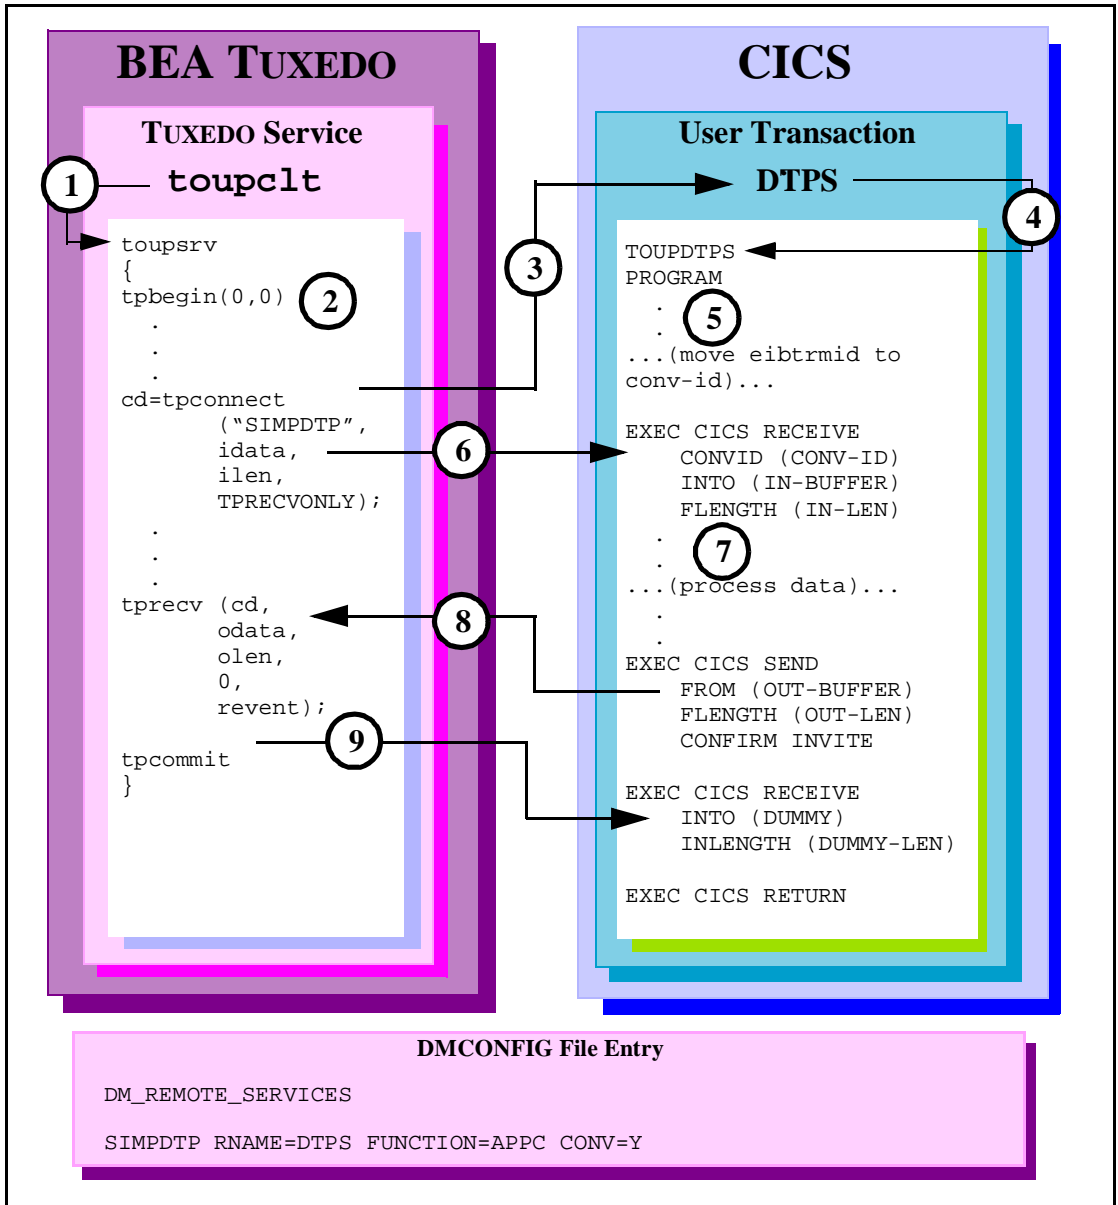 BEA TUXEDO
TUXEDO Service
toupclt
1
toupsrv
{
tpbegin(0,0)
2
.
.
.
cd=tpconnect
(“SIMPDTP”,
idata,
ilen,
TPRECVONLY);
.
.
.
tprecv (cd,
odata,
olen,
0,
revent);
tpcommit
}
3
6
8
9
CICS
User Transaction
DTPS
4
TOUPDTPS
PROGRAM
.
5
.
...(move eibtrmid to
conv-id)...
EXEC CICS RECEIVE
CONVID (CONV-ID)
INTO (IN-BUFFER)
FLENGTH (IN-LEN)
.
7
.
...(process data)...
.
.
EXEC CICS SEND
FROM (OUT-BUFFER)
FLENGTH (OUT-LEN)
CONFIRM INVITE
EXEC CICS RECEIVE
INTO (DUMMY)
INLENGTH (DUMMY-LEN)
EXEC CICS RETURN
DMCONFIG File Entry
DM_REMOTE_SERVICES
SIMPDTP RNAME=DTPS FUNCTION=APPC CONV=Y